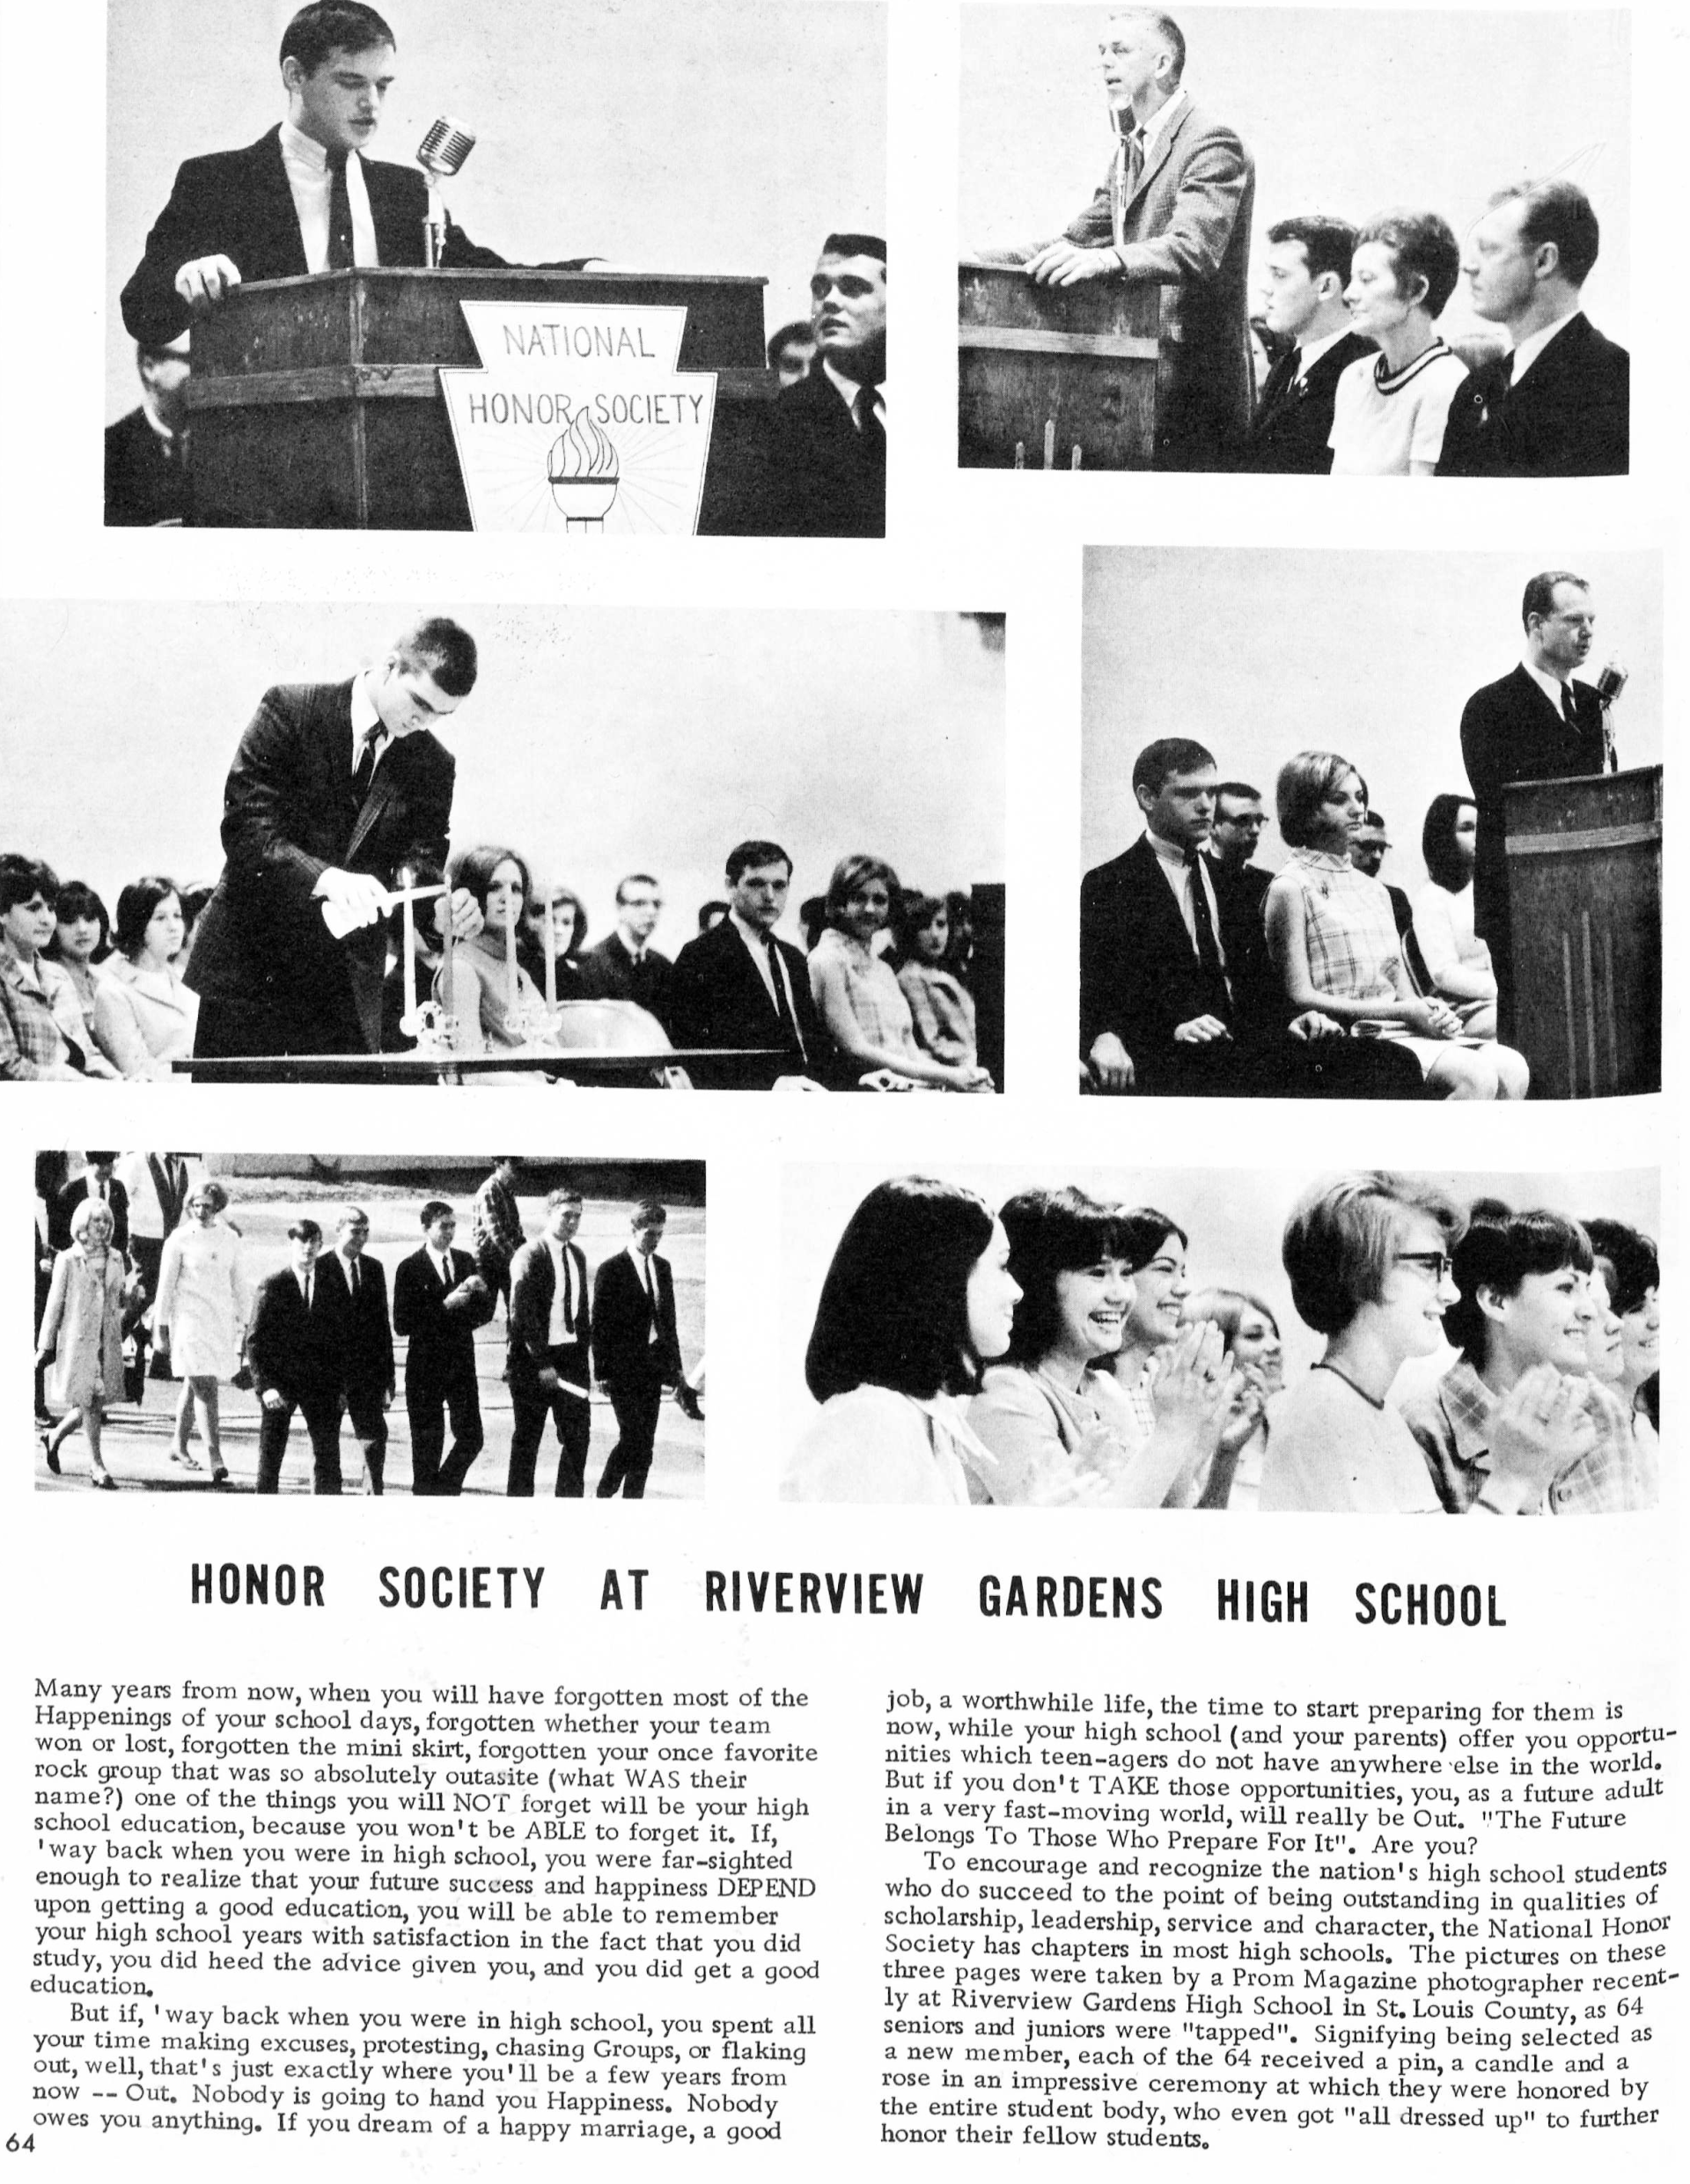 NATIONAL
HONOR SOCIETY
HONOR SOCIETY AT RIVERVIEW GARDENS HIGH SCHOOL
Many years from now, when you will have forgotten most of the
Happenings of your school days, forgotten whether your team
won or lost, forgotten the mini skirt, forgotten your once favorite
rock group that was so absolutely outasite (what WAS their
name?) one of the things you will NOT forget will be your high
school education, because you won't be ABLE to forget it. If,
'way back when you were in high school, you were far-sighted
enough to realize that your future success and happiness DEPEND
upon getting a good education, you will be able to remember
your high school years with satisfaction in the fact that you did
study, you did heed the advice given you, and you did get a good
education.
But if, 'way back when you were in high school, you spent all
your time making excuses, protesting, chasing Groups, or flaking
out, well, that's just exactly where you'll be a few years from
now -- Out. Nobody is going to hand you Happiness. Nobody
owes you anything. If you dream of a happy marriage, a good
job, a worthwhile life, the time to start preparing for them is
now, while your high school (and your parents) offer you opportu-
nities which teen-agers do not have anywhere else in the world.
But if you don't TAKE those opportunities, you, as a future adult
in a very fast-moving world, will really be Out. "The Future
Belongs To Those Who Prepare For It". Are you?
To encourage and recognize the nation's high school students
who do succeed to the point of being outstanding in qualities of
scholarship, leadership, service and character, the National Honor
Society has chapters in most high schools. The pictures on these
three pages were taken by a Prom Magazine photographer recent-
ly at Riverview Gardens High School in St. Louis County, as 64
seniors and juniors were "tapped". Signifying being selected as
a new member, each of the 64 received a pin, a candle and a
rose in an impressive ceremony at which they were honored by
the entire student body, who even got "all dressed up" to further
honor their fellow students.
64